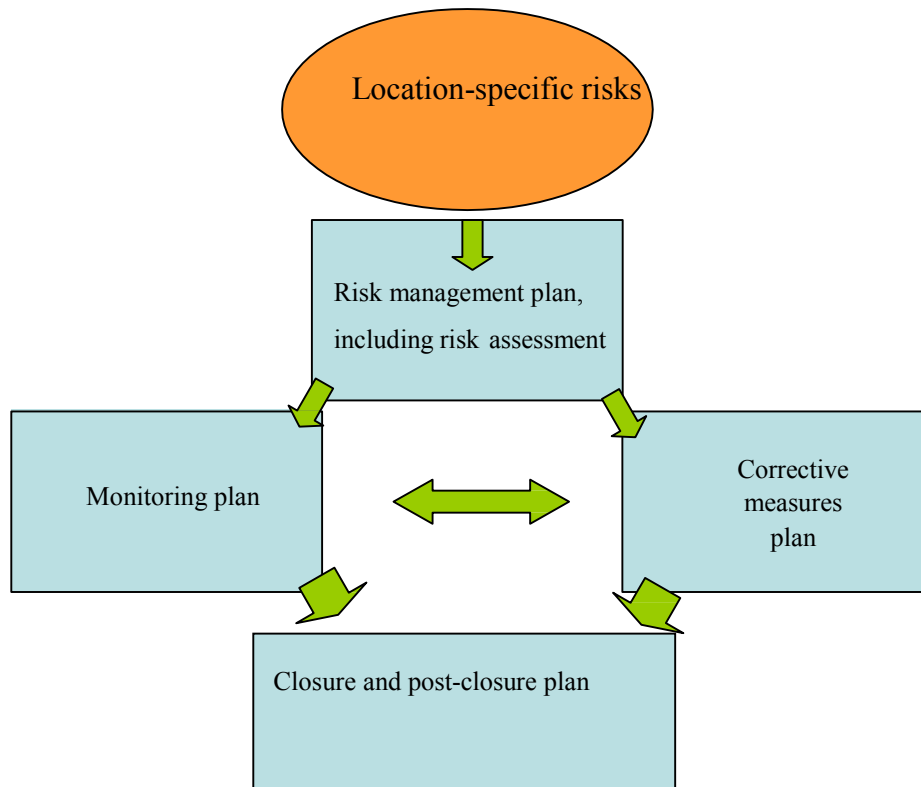 Location-specific risks
Risk management plan,
including risk assessment
Monitoring plan
Corrective
measures
plan
Closure and post-closure plan